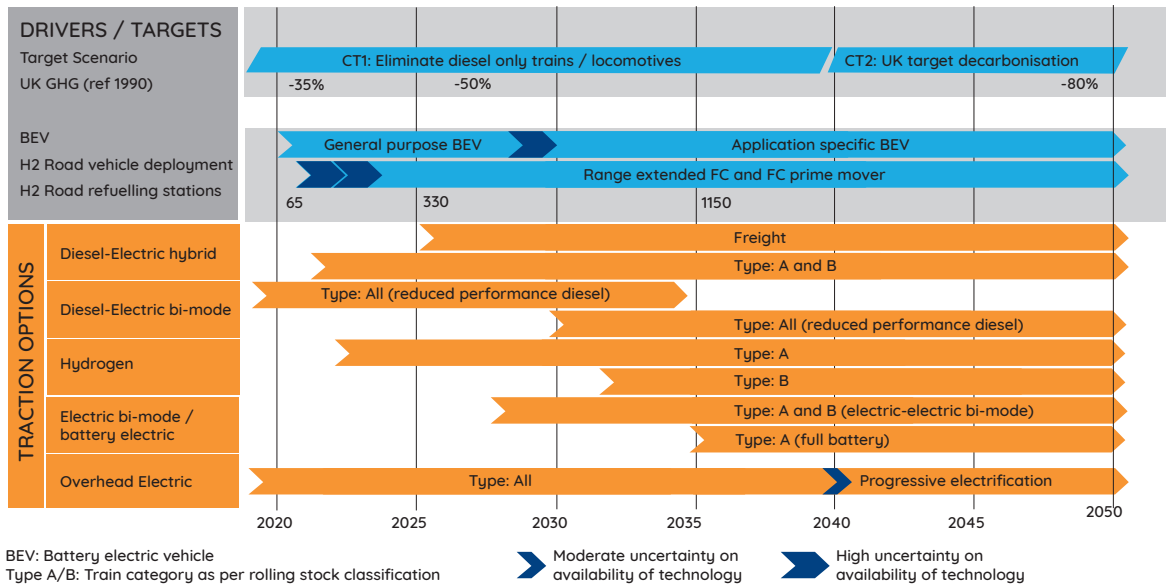 DRIVERS / TARGETS
Target Scenario
CT1: Eliminate diesel only trains / locomotives
CT2: UK target decarbonisation
UK GHG (ref 1990)
-35%
-50%
-80%
BEV
General purpose BEV
Application specific BEV
H2 Road vehicle deployment
Range extended FC and FC prime mover
H2 Road refuelling stations
65
330
1150
TRACTION OPTIONS
Diesel-Electric hybrid
Freight
Type: A and B
Diesel-Electric bi-mode
Type: All (reduced performance diesel)
Type: All (reduced performance diesel)
Hydrogen
Type: A
Type: B
Electric bi-mode /
battery electric
Type: A and B (electric-electric bi-mode)
Type: A (full battery)
Overhead Electric
Type: All
Progressive electrification
2020
2025
2030
2035
2040
2045
2050
BEV: Battery electric vehicle
Type A/B: Train category as per rolling stock classification
Moderate uncertainty on
availability of technology
High uncertainty on
availability of technology